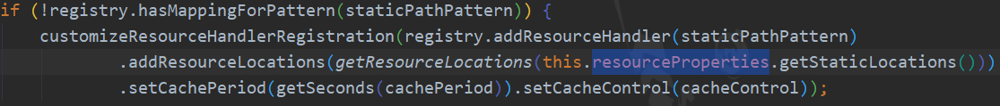 if (!registry.hasMappingForPattern(staticPathPattern)) {
customizeResourceHandlerRegistration(registry.addResourceHandler(staticPathPattern)
.addResourceLocations(getResourceLocations(this.resourceProperties.getStaticLocations()))
.setCachePeriod(getSeconds(cachePeriod)).setCacheControl(cacheControl));